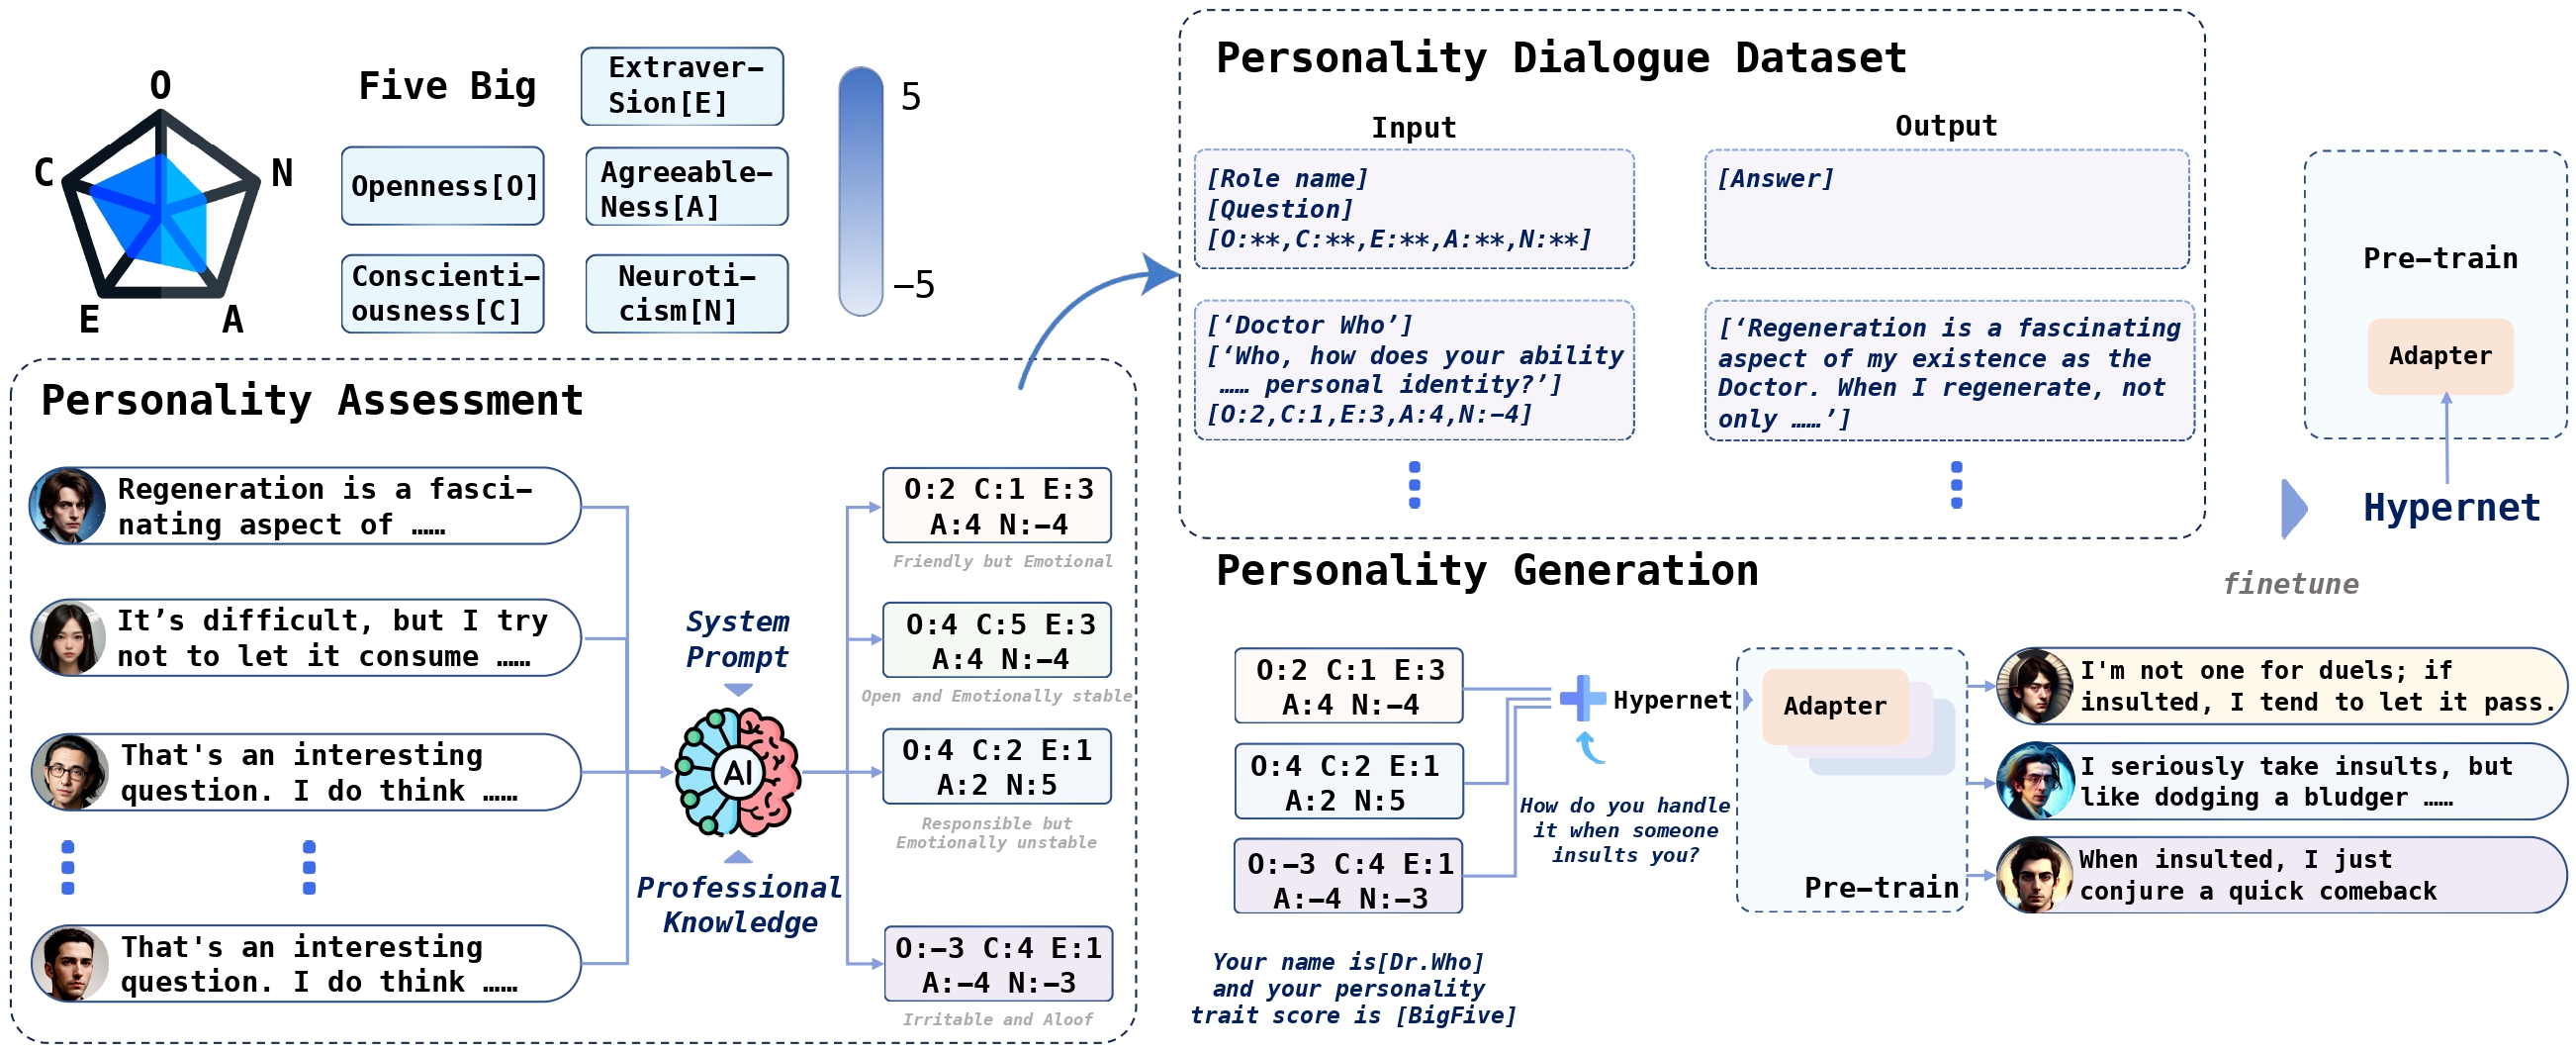 O
C
N
E
A
Five Big
Extraver–
Sion[E]
Openness[O]
Agreeable–
Ness[A]
Conscienti–
ousness[C]
Neuroti–
cism[N]
5
–5
Personality Assessment
Regeneration is a fasci–
nating aspect of ……
It’s difficult, but I try
not to let it consume ……
That's an interesting
question. I do think ……
That's an interesting
question. I do think ……
System
Prompt
AI
Professional
Knowledge
O:2 C:1 E:3
A:4 N:–4
Friendly but Emotional
O:4 C:5 E:3
A:4 N:–4
Open and Emotionally stable
O:4 C:2 E:1
A:2 N:5
Responsible but
Emotionally unstable
O:–3 C:4 E:1
A:–4 N:–3
Irritable and Aloof
Personality Dialogue Dataset
Input
Output
[Role name]
[Question]
[O:**,C:**,E:**,A:**,N:**]
[Answer]
[‘Doctor Who’]
[‘Who, how does your ability
…… personal identity?’]
[O:2,C:1,E:3,A:4,N:–4]
[‘Regeneration is a fascinating
aspect of my existence as the
Doctor. When I regenerate, not
only ……’]
Pre–train
Adapter
Hypernet
finetune
Personality Generation
O:2 C:1 E:3
A:4 N:–4
O:4 C:2 E:1
A:2 N:5
O:–3 C:4 E:1
A:–4 N:–3
Your name is[Dr.Who]
and your personality
trait score is [BigFive]
Hypernet
How do you handle
it when someone
insults you?
Adapter
Pre–train
I'm not one for duels; if
insulted, I tend to let it pass.
I seriously take insults, but
like dodging a bludger ……
When insulted, I just
conjure a quick comeback